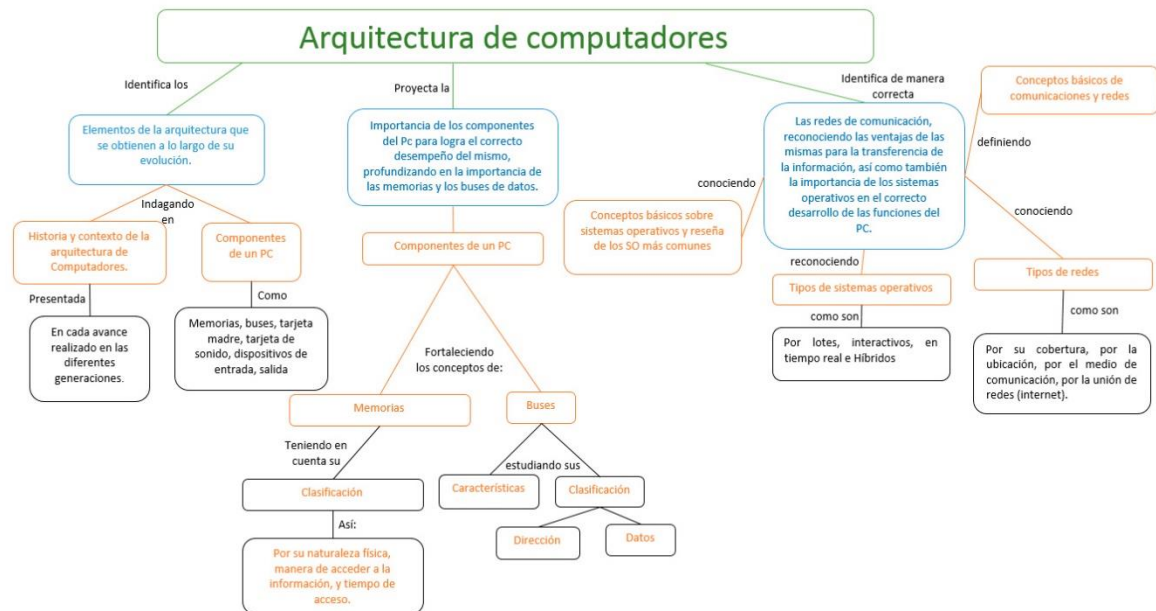 Arquitectura de computadores
Identifica los
Elementos de la arquitectura que
se obtienen a lo largo de su
evolución.
Indagando
en
Historia y contexto de la
arquitectura de
Computadores.
Presentada
En cada avance
realizado en las
diferentes
generaciones.
Componentes
de un PC
Como
Memorias, buses, tarjeta
madre, tarjeta de
sonido, dispositivos de
entrada, salida
Proyecta la
Importancia de los componentes
del Pc para logra el correcto
desempeño del mismo,
profundizando en la importancia
de las memorias y los buses de datos.
Componentes de un PC
Fortaleciendo
los conceptos de:
Memorias
Teniendo en
cuenta su
Clasificación
Así:
Por su naturaleza física,
manera de acceder a la
información, y tiempo de
acceso.
Buses
estudiando sus
Características
Clasificación
Dirección
Datos
Identifica de manera
correcta
Las redes de comunicación,
reconociendo las ventajas de las
mismas para la transferencia de
la información, así como también
la importancia de los sistemas
operativos en el correcto
desarrollo de las funciones del
PC.
conociendo
Conceptos básicos sobre
sistemas operativos y reseña
de los SO más comunes
reconociendo
Tipos de sistemas operativos
como son
Por lotes, interactivos, en
tiempo real e Híbridos
definiendo
Conceptos básicos de
comunicaciones y redes
conociendo
Tipos de redes
como son
Por su cobertura, por la
ubicación, por el medio de
comunicación, por la unión de
redes (internet).